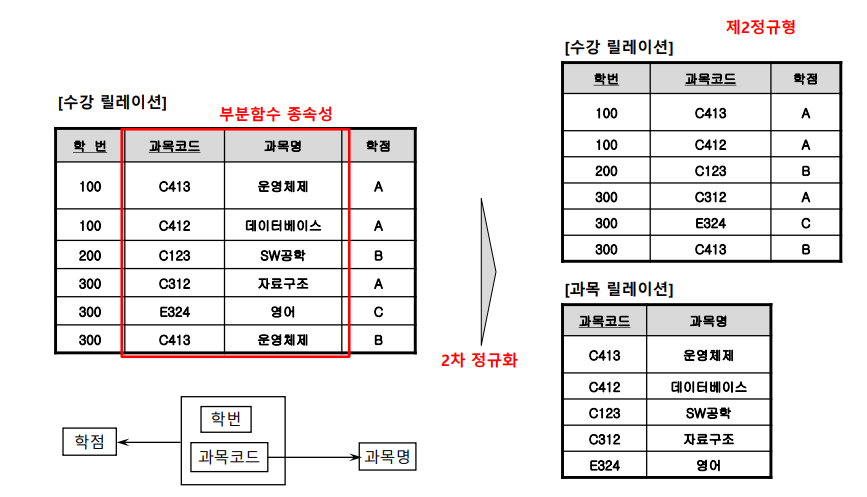 [수강 릴레이션]
부분함수 종속성
학 번 과목코드 과목명 학점
100 C413 운영체제 A
100 C412 데이터베이스 A
200 C123 SW공학 B
300 C312 자료구조 A
300 E324 영어 C
300 C413 운영체제 B
학점
학번
과목코드
과목명
2차 정규화
제2정규형
[수강 릴레이션]
학번 과목코드 학점
100 C413 A
100 C412 A
200 C123 B
300 C312 A
300 E324 C
300 C413 B
[과목 릴레이션]
과목코드 과목명
C413 운영체제
C412 데이터베이스
C123 SW공학
C312 자료구조
E324 영어